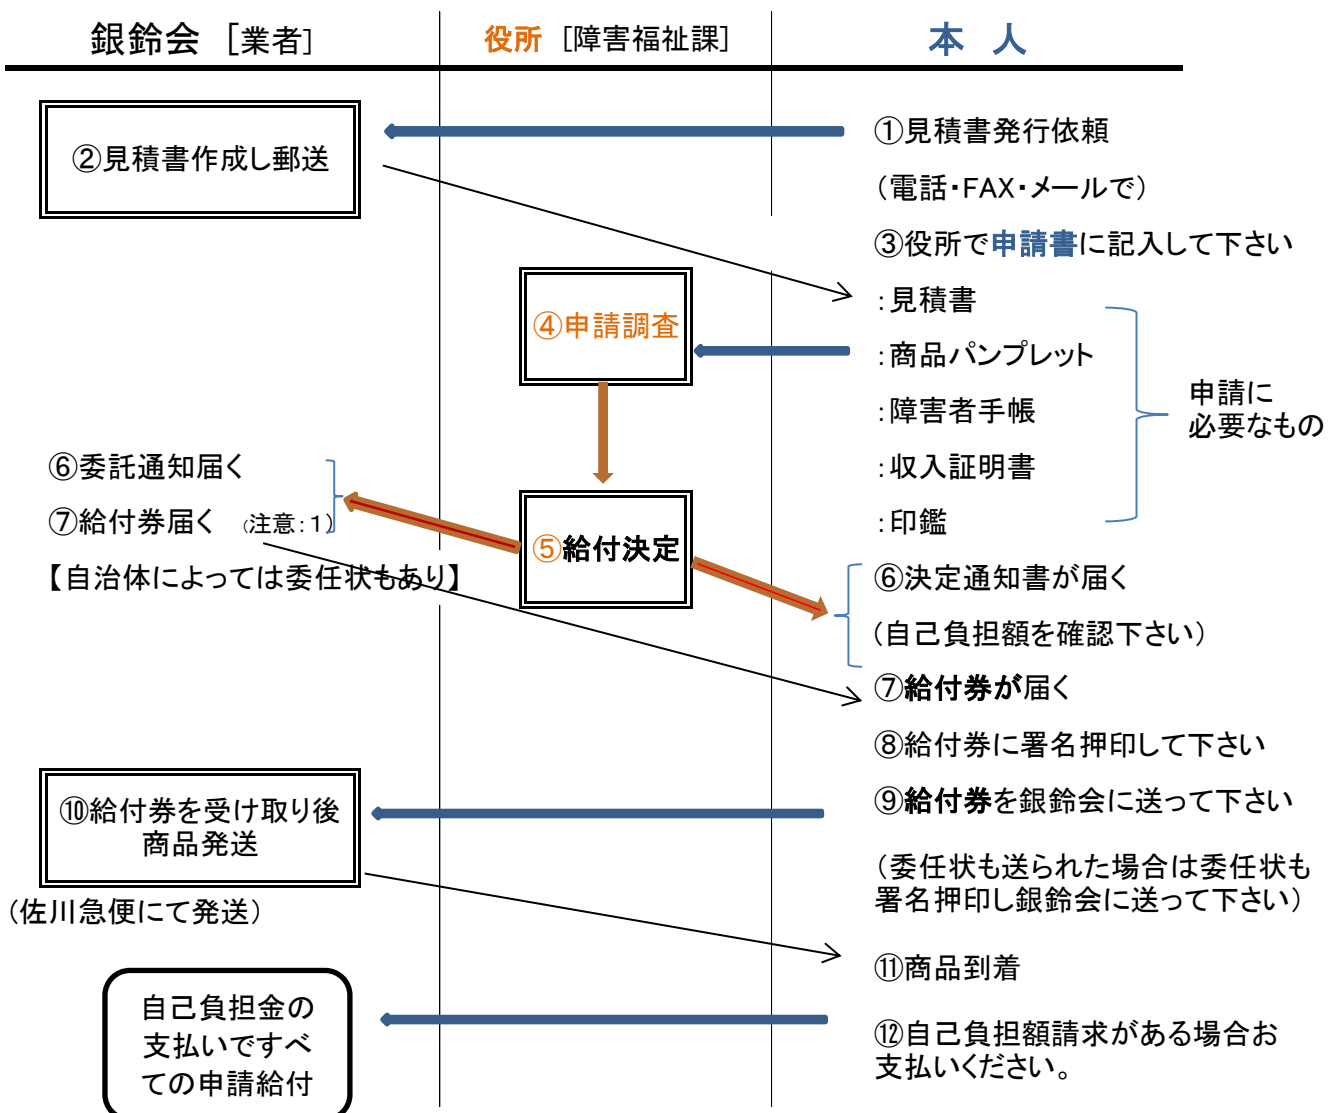 銀鈴会 [業者]
役所 [障害福祉課]
本 人
①見積書発行依頼
②見積書作成し郵送
(電話・FAX・メールで)
③役所で申請書に記入して下さい
:見積書
④申請調査
:商品パンプレット
申請に
必要なもの
:障害者手帳
:収入証明書
:印鑑
⑥委託通知届く
⑦給付券届く (注意:1)
【自治体によっては委任状もあり】
⑤給付決定
⑥決定通知書が届く
(自己負担額を確認下さい)
⑦給付券が届く
⑧給付券に署名押印して下さい
⑨給付券を銀鈴会に送って下さい
⑩給付券を受け取り後
商品発送
(委任状も送られた場合は委任状も
署名押印し銀鈴会に送って下さい)
(佐川急便にて発送)
⑪商品到着
⑫自己負担額請求がある場合お
支払いください。
自己負担金の
支払いですべ
ての申請給付